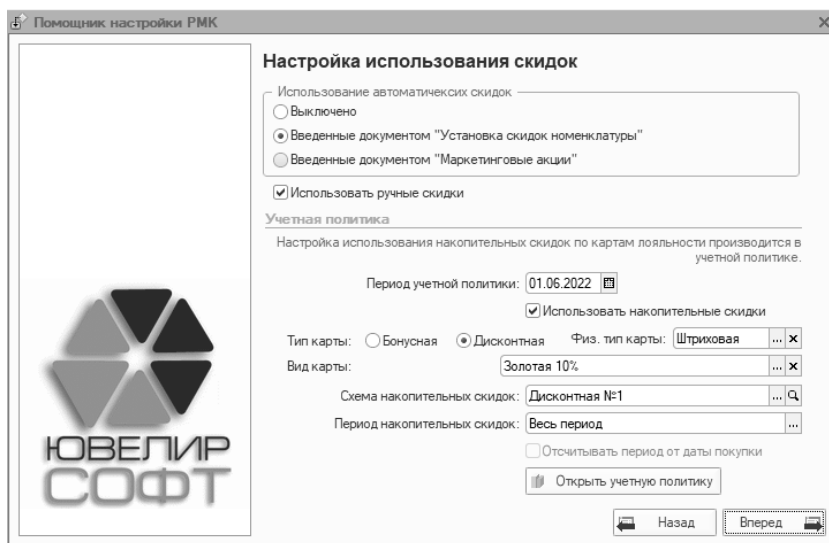 Помощник настройки РМК
Настройка использования скидок
Использование автоматичексих скидок
Выключено
Введенные документом "Установка скидок номенклатуры"
Введенные документом "Маркетинговые акции"
Использовать ручные скидки
Учетная политика
Настройка использования накопительных скидок по картам лояльности производится в
учетной политике.
Период учетной политики: 01.06.2022
Использовать накопительные скидки
Тип карты: Бонусная Дисконтная Физ. тип карты: Штриховая ... x
Вид карты: Золотая 10% ... x
Схема накопительных скидок: Дисконтная №1 ...
Период накопительных скидок: Весь период ...
Отсчитывать период от даты покупки
Открыть учетную политику
Назад Вперед
ЮВЕЛИР
СОФТ